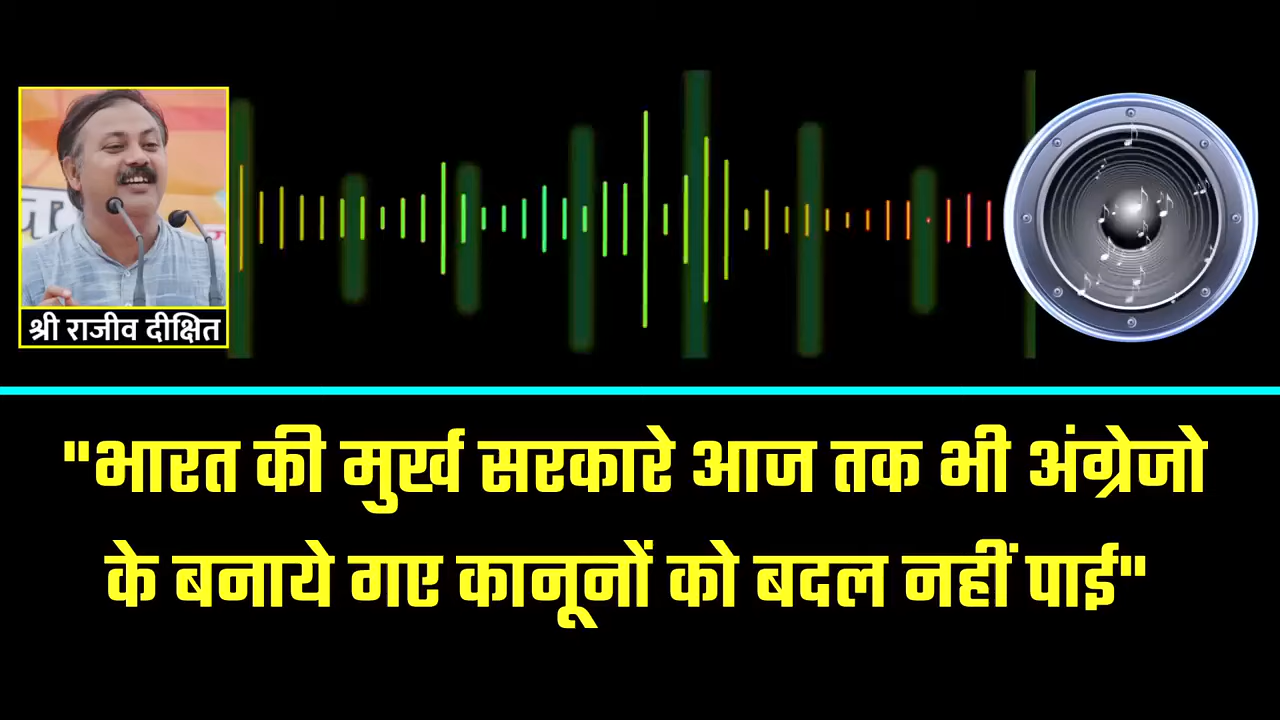 श्री राजीव दीक्षित
"भारत की मुर्ख सरकारे आज तक भी अंग्रेजो
के बनाये गए कानूनों को बदल नहीं पाई"